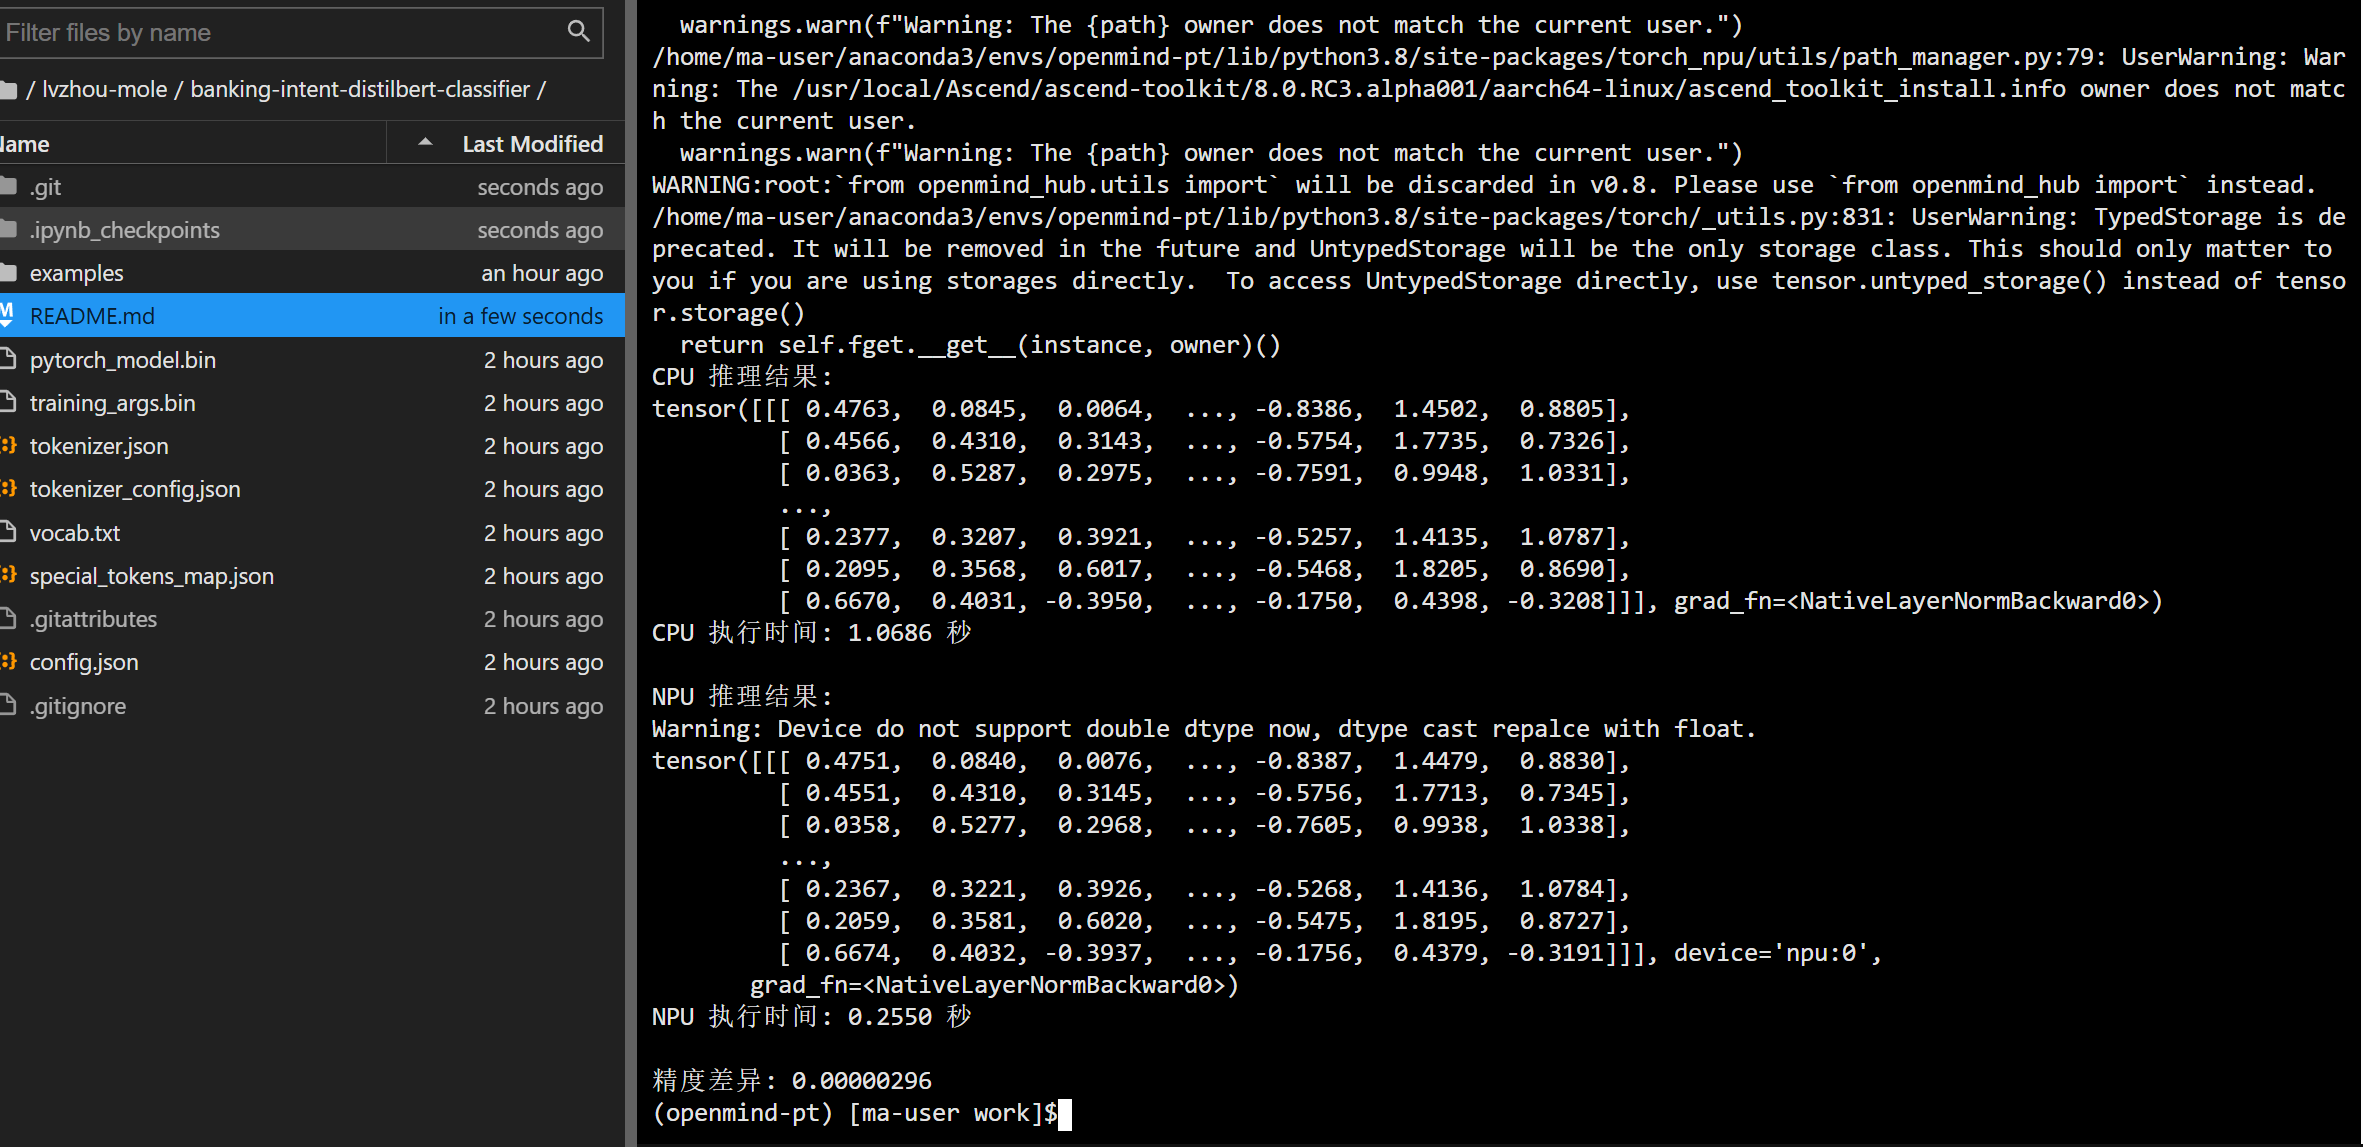 Filter files by name
/ lvzhou-mole / banking-intent-distilbert-classifier /
Name Last Modified
.git seconds ago
.ipynb_checkpoints seconds ago
examples an hour ago
README.md in a few seconds
pytorch_model.bin 2 hours ago
training_args.bin 2 hours ago
tokenizer.json 2 hours ago
tokenizer_config.json 2 hours ago
vocab.txt 2 hours ago
special_tokens_map.json 2 hours ago
.gitattributes 2 hours ago
config.json 2 hours ago
.gitignore 2 hours ago
  warnings.warn(f"Warning: The {path} owner does not match the current user.")
/home/ma-user/anaconda3/envs/openmind-pt/lib/python3.8/site-packages/torch_npu/utils/path_manager.py:79: UserWarning: War
ning: The /usr/local/Ascend/ascend-toolkit/8.0.RC3.alpha001/aarch64-linux/ascend_toolkit_install.info owner does not matc
h the current user.
  warnings.warn(f"Warning: The {path} owner does not match the current user.")
WARNING:root:`from openmind_hub.utils import` will be discarded in v0.8. Please use `from openmind_hub import` instead.
/home/ma-user/anaconda3/envs/openmind-pt/lib/python3.8/site-packages/torch/_utils.py:831: UserWarning: TypedStorage is de
precated. It will be removed in the future and UntypedStorage will be the only storage class. This should only matter to
you if you are using storages directly.  To access UntypedStorage directly, use tensor.untyped_storage() instead of tenso
r.storage()
  return self.fget.__get__(instance, owner)()
CPU 推理结果:
tensor([[[ 0.4763,  0.0845,  0.0064,  ..., -0.8386,  1.4502,  0.8805],
         [ 0.4566,  0.4310,  0.3143,  ..., -0.5754,  1.7735,  0.7326],
         [ 0.0363,  0.5287,  0.2975,  ..., -0.7591,  0.9948,  1.0331],
         ...,
         [ 0.2377,  0.3207,  0.3921,  ..., -0.5257,  1.4135,  1.0787],
         [ 0.2095,  0.3568,  0.6017,  ..., -0.5468,  1.8205,  0.8690],
         [ 0.6670,  0.4031, -0.3950,  ..., -0.1750,  0.4398, -0.3208]]], grad_fn=<NativeLayerNormBackward0>)
CPU 执行时间: 1.0686 秒
NPU 推理结果:
Warning: Device do not support double dtype now, dtype cast repalce with float.
tensor([[[ 0.4751,  0.0840,  0.0076,  ..., -0.8387,  1.4479,  0.8830],
         [ 0.4551,  0.4310,  0.3145,  ..., -0.5756,  1.7713,  0.7345],
         [ 0.0358,  0.5277,  0.2968,  ..., -0.7605,  0.9938,  1.0338],
         ...,
         [ 0.2367,  0.3221,  0.3926,  ..., -0.5268,  1.4136,  1.0784],
         [ 0.2059,  0.3581,  0.6020,  ..., -0.5475,  1.8195,  0.8727],
         [ 0.6674,  0.4032, -0.3937,  ..., -0.1756,  0.4379, -0.3191]]], device='npu:0',
       grad_fn=<NativeLayerNormBackward0>)
NPU 执行时间: 0.2550 秒
精度差异: 0.00000296
(openmind-pt) [ma-user work]$